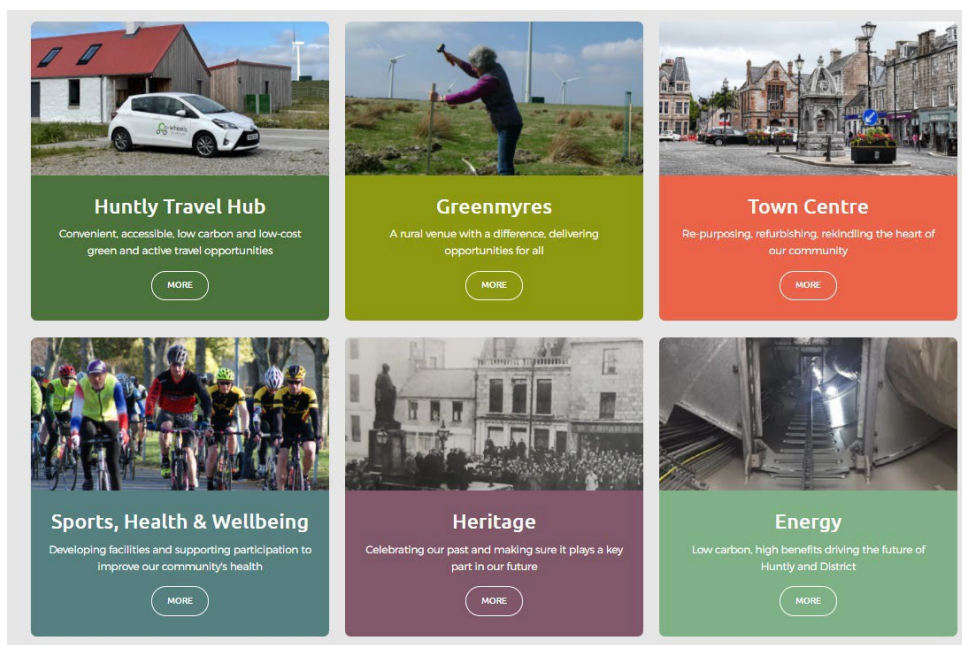 wheels
Huntly Travel Hub
Convenient, accessible, low carbon and low-cost
green and active travel opportunities
MORE
Greenmyres
A rural venue with a difference, delivering
opportunities for all
MORE
Town Centre
Re-purposing, refurbishing, rekindling the heart of
our community
MORE
Sports, Health & Wellbeing
Developing facilities and supporting participation to
improve our community's health
MORE
Heritage
Celebrating our past and making sure it plays a key
part in our future
MORE
Energy
Low carbon, high benefits driving the future of
Huntly and District
MORE